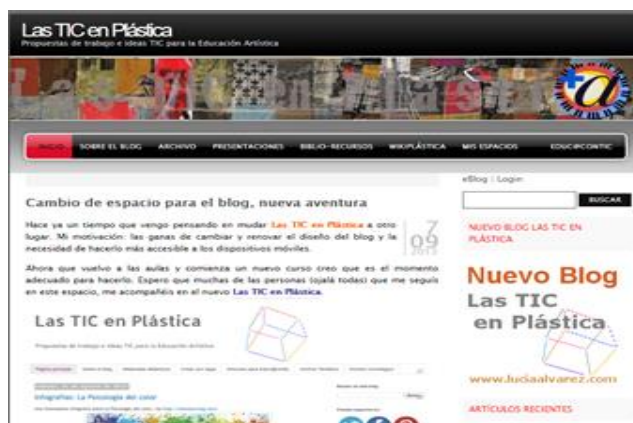 Las TIC en Plástica
Propuestas de trabajo e ideas TIC para la Educación Artística
Las TIC en Plástica
INICIO SOBRE EL BLOG ARCHIVO PRESENTACIONES BIBLIO-RECURSOS WIKIPLÁSTICA MIS ESPACIOS EDUC@CONTIC
eBlog | Login
BUSCAR
Cambio de espacio para el blog, nueva aventura
7
09
2013
Hace ya un tiempo que vengo pensando en mudar Las TIC en Plástica a otro
lugar. Mi motivación: las ganas de cambiar y renovar el diseño del blog y la
necesidad de hacerlo más accesible a los dispositivos móviles.
Ahora que vuelvo a las aulas y comienza un nuevo curso creo que es el momento
adecuado para hacerlo. Espero que muchas de las personas (ojalá todas) que me seguís
en este espacio, me acompañéis en el nuevo Las TIC en Plástica.
Las TIC en Plástica
Propuestas de trabajo e ideas TIC para la Educación Artística
Página principal
Infografías: La Psicología del color
NUEVO BLOG LAS TIC EN
PLÁSTICA
Nuevo Blog
Las TIC
en Plástica
www.luciaalvarez.com
ARTÍCULOS RECIENTES